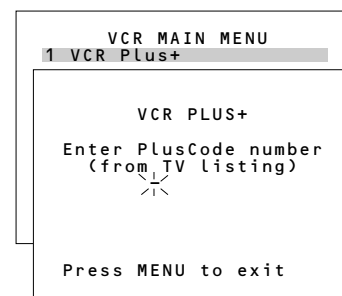 VCR MAIN MENU
1 VCR Plus+
VCR PLUS+
Enter PlusCode number
(from TV listing)
–
Press MENU to exit